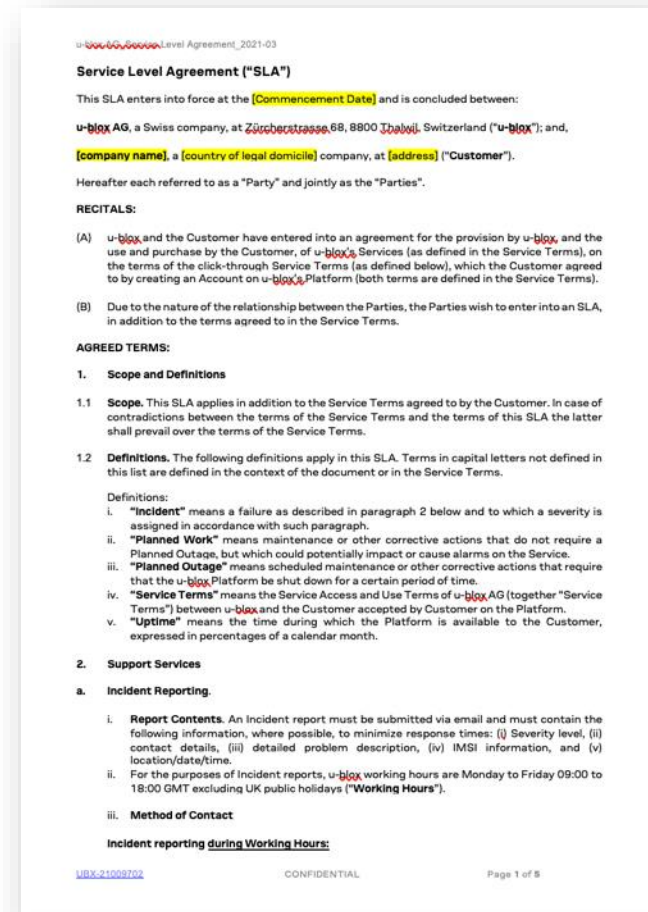 u-blox AG, Service Level Agreement_2021-03
Service Level Agreement (“SLA”)
This SLA enters into force at the [Commencement Date] and is concluded between:
u-blox AG, a Swiss company, at Zürcherstrasse 68, 8800 Thalwil, Switzerland ("u-blox"); and,
[company name], a [country of legal domicile] company, at [address] ("Customer").
Hereafter each referred to as a “Party” and jointly as the “Parties”.
RECITALS:
(A) u-blox and the Customer have entered into an agreement for the provision by u-blox, and the
use and purchase by the Customer, of u-blox's Services (as defined in the Service Terms), on
the terms of the click-through Service Terms (as defined below), which the Customer agreed
to by creating an Account on u-blox's Platform (both terms are defined in the Service Terms).
(B) Due to the nature of the relationship between the Parties, the Parties wish to enter into an SLA,
in addition to the terms agreed to in the Service Terms.
AGREED TERMS:
1. Scope and Definitions
1.1 Scope. This SLA applies in addition to the Service Terms agreed to by the Customer. In case of
contradictions between the terms of the Service Terms and the terms of this SLA the latter
shall prevail over the terms of the Service Terms.
1.2 Definitions. The following definitions apply in this SLA. Terms in capital letters not defined in
this list are defined in the context of the document or in the Service Terms.
Definitions:
i. “Incident” means a failure as described in paragraph 2 below and to which a severity is
assigned in accordance with such paragraph.
ii. “Planned Work” means maintenance or other corrective actions that do not require a
Planned Outage, but which could potentially impact or cause alarms on the Service.
iii. “Planned Outage” means scheduled maintenance or other corrective actions that require
that the u-blox Platform be shut down for a certain period of time.
iv. “Service Terms” means the Service Access and Use Terms of u-blox AG (together “Service
Terms”) between u-blox and the Customer accepted by Customer on the Platform.
v. “Uptime” means the time during which the Platform is available to the Customer,
expressed in percentages of a calendar month.
2. Support Services
a. Incident Reporting.
i. Report Contents. An Incident report must be submitted via email and must contain the
following information, where possible, to minimize response times: (i) Severity level, (ii)
contact details, (iii) detailed problem description, (iv) IMSI information, and (v)
location/date/time.
ii. For the purposes of Incident reports, u-blox working hours are Monday to Friday 09:00 to
18:00 GMT excluding UK public holidays (“Working Hours”).
iii. Method of Contact
Incident reporting during Working Hours:
UBX-21009702 CONFIDENTIAL Page 1 of 5